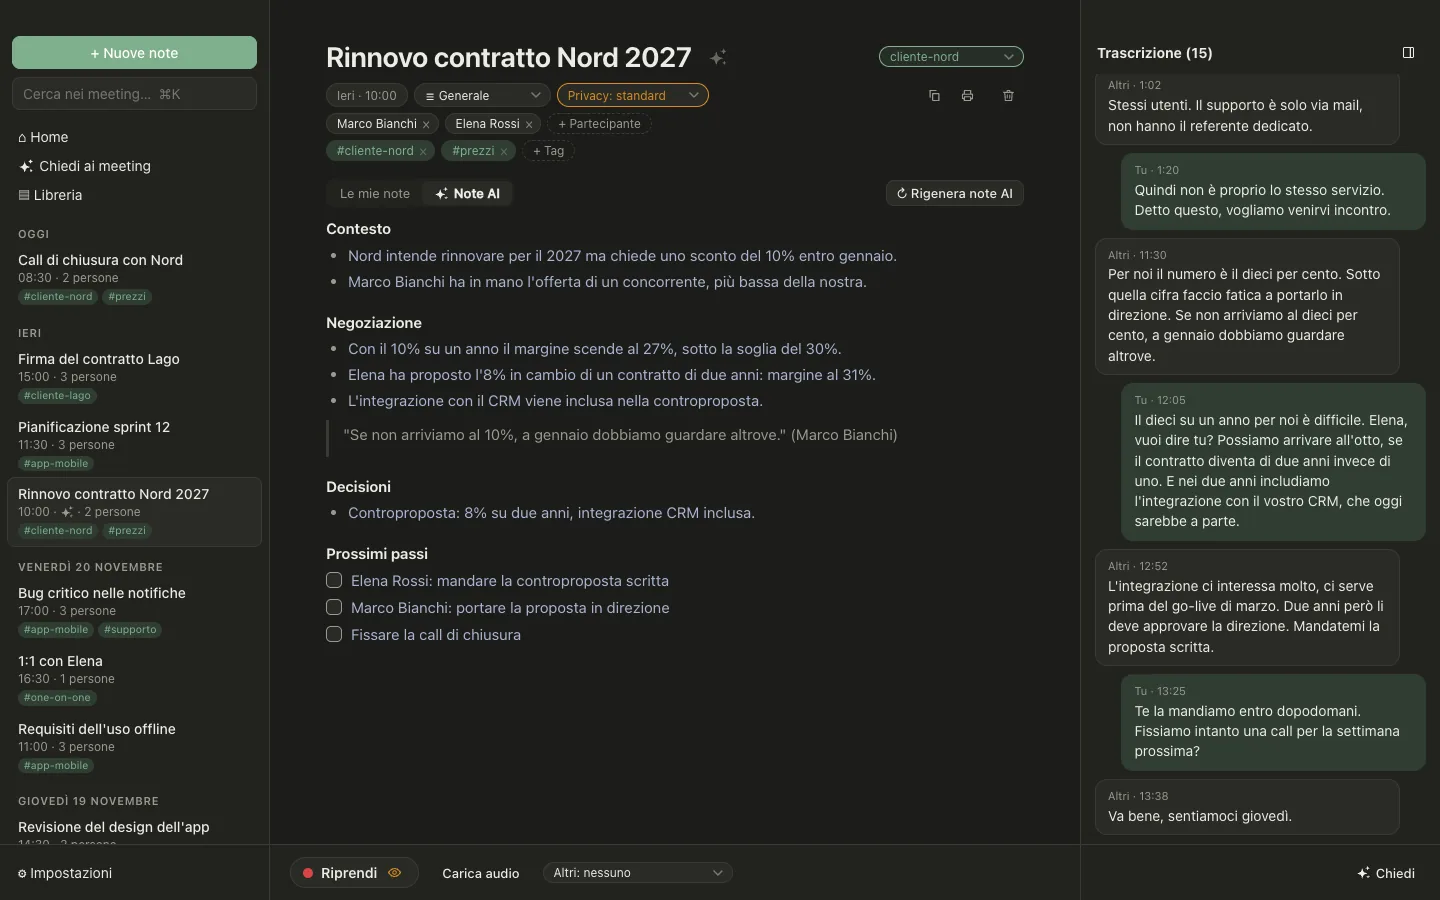 + Nuove note
Cerca nei meeting... ⌘K
Home
Chiedi ai meeting
Libreria
OGGI
Call di chiusura con Nord
08:30 · 2 persone
#cliente-nord #prezzi
IERI
Firma del contratto Lago
15:00 · 3 persone
#cliente-lago
Pianificazione sprint 12
11:30 · 3 persone
#app-mobile
Rinnovo contratto Nord 2027
10:00 · · 2 persone
#cliente-nord #prezzi
VENERDÌ 20 NOVEMBRE
Bug critico nelle notifiche
17:00 · 3 persone
#app-mobile #supporto
1:1 con Elena
16:30 · 1 persone
#one-on-one
Requisiti dell'uso offline
11:00 · 3 persone
#app-mobile
GIOVEDÌ 19 NOVEMBRE
Revisione del design dell'app
Impostazioni
Rinnovo contratto Nord 2027
cliente-nord
Ieri · 10:00
Generale
Privacy: standard
Marco Bianchi × Elena Rossi × + Partecipante
#cliente-nord × #prezzi × + Tag
Le mie note
Note AI
Rigenera note AI
Contesto
• Nord intende rinnovare per il 2027 ma chiede uno sconto del 10% entro gennaio.
• Marco Bianchi ha in mano l'offerta di un concorrente, più bassa della nostra.
Negoziazione
• Con il 10% su un anno il margine scende al 27%, sotto la soglia del 30%.
• Elena ha proposto l'8% in cambio di un contratto di due anni: margine al 31%.
• L'integrazione con il CRM viene inclusa nella controproposta.
"Se non arriviamo al 10%, a gennaio dobbiamo guardare altrove." (Marco Bianchi)
Decisioni
• Controproposta: 8% su due anni, integrazione CRM inclusa.
Prossimi passi
Elena Rossi: mandare la controproposta scritta
Marco Bianchi: portare la proposta in direzione
Fissare la call di chiusura
Riprendi
Carica audio
Altri: nessuno
Trascrizione (15)
Altri · 1:02
Stessi utenti. Il supporto è solo via mail,
non hanno il referente dedicato.
Tu · 1:20
Quindi non è proprio lo stesso servizio.
Detto questo, vogliamo venirvi incontro.
Altri · 11:30
Per noi il numero è il dieci per cento. Sotto
quella cifra faccio fatica a portarlo in
direzione. Se non arriviamo al dieci per
cento, a gennaio dobbiamo guardare
altrove.
Tu · 12:05
Il dieci su un anno per noi è difficile. Elena,
vuoi dire tu? Possiamo arrivare all'otto, se
il contratto diventa di due anni invece di
uno. E nei due anni includiamo
l'integrazione con il vostro CRM, che oggi
sarebbe a parte.
Altri · 12:52
L'integrazione ci interessa molto, ci serve
prima del go-live di marzo. Due anni però li
deve approvare la direzione. Mandatemi la
proposta scritta.
Tu · 13:25
Te la mandiamo entro dopodomani.
Fissiamo intanto una call per la settimana
prossima?
Altri · 13:38
Va bene, sentiamoci giovedì.
Chiedi